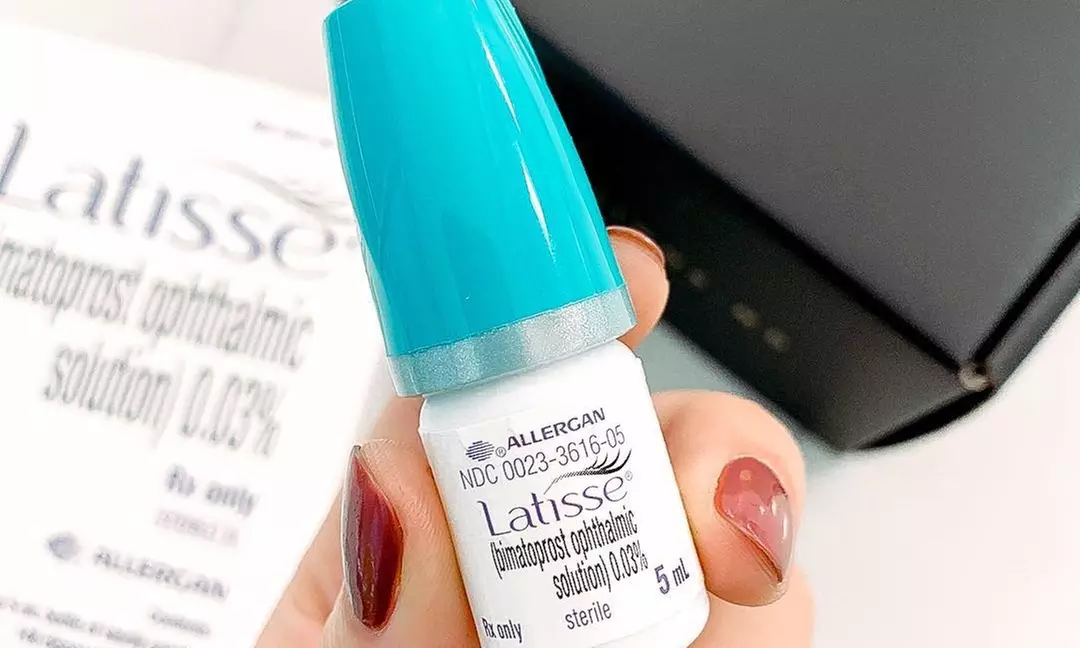 Latisse
bimatoprost ophthalmic
solution) 0.03%
Rx only
ALLERGAN
ALLERGAN
NDC 0023-3616-05
Latisse®
(bimatoprost ophthalmic
solution) 0.03%
5 mL
sterile
Rx only